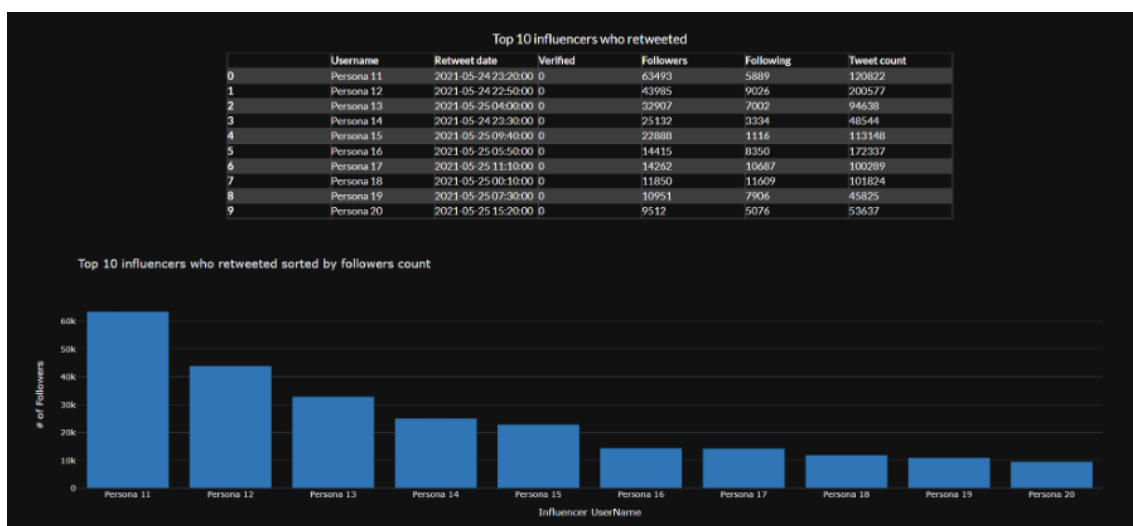 Top 10 influencers who retweeted
Username Retweet date Verified Followers Following Tweet count
0 Persona 11 2021-05-24 23:20:00 0 63493 5889 120822
1 Persona 12 2021-05-24 22:50:00 0 43985 9026 200577
2 Persona 13 2021-05-25 04:00:00 0 32907 7002 94638
3 Persona 14 2021-05-24 23:30:00 0 25132 3334 48544
4 Persona 15 2021-05-25 09:40:00 0 22888 1116 113148
5 Persona 16 2021-05-25 05:50:00 0 14415 8350 172337
6 Persona 17 2021-05-25 11:10:00 0 14262 10687 100289
7 Persona 18 2021-05-25 00:10:00 0 11850 11609 101824
8 Persona 19 2021-05-25 07:30:00 0 10951 7906 45825
9 Persona 20 2021-05-25 15:20:00 0 9512 5076 53637
Top 10 influencers who retweeted sorted by followers count
# of Followers
60k
50k
40k
30k
20k
10k
0
Persona 11 Persona 12 Persona 13 Persona 14 Persona 15 Persona 16 Persona 17 Persona 18 Persona 19 Persona 20
Influencer UserName